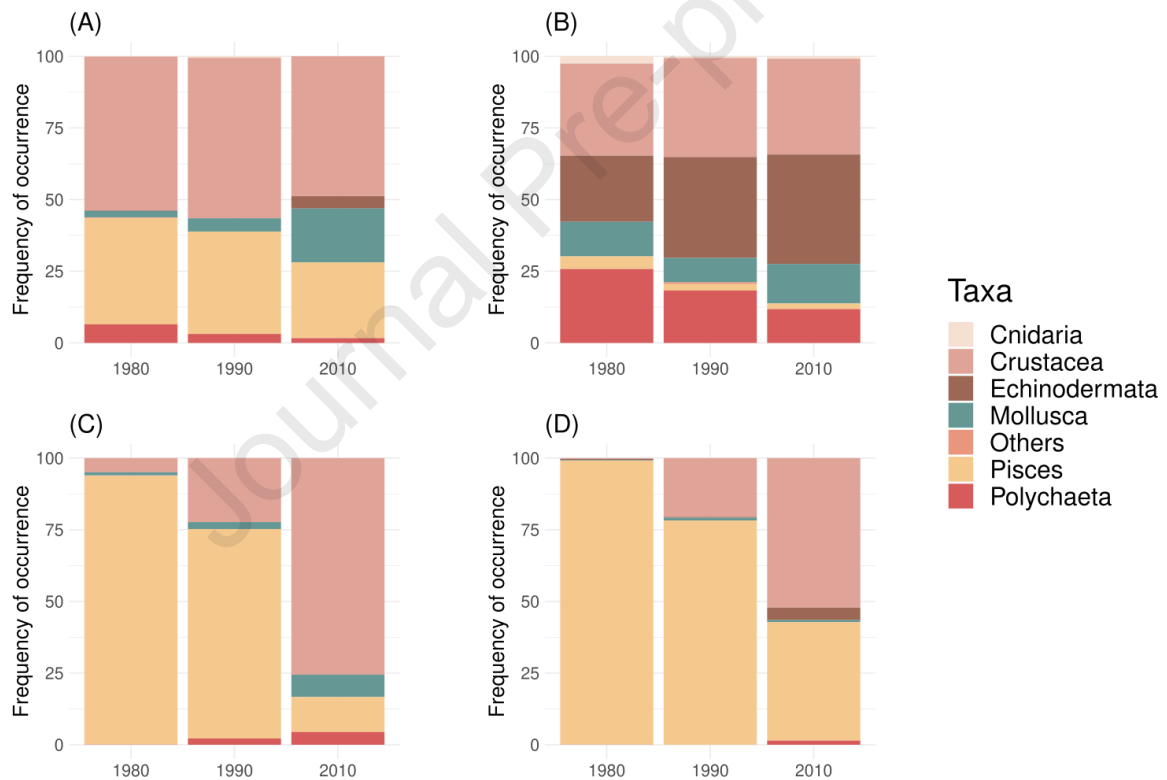 (A)
(B)
Frequency of occurrence
100
75
50
25
0
1980
1990
2010
Frequency of occurrence
100
75
50
25
0
1980
1990
2010
Taxa
Cnidaria
Crustacea
Echinodermata
Mollusca
Others
Pisces
Polychaeta
(C)
(D)
Frequency of occurrence
100
75
50
25
0
1980
1990
2010
Frequency of occurrence
100
75
50
25
0
1980
1990
2010
Journal Pre-p